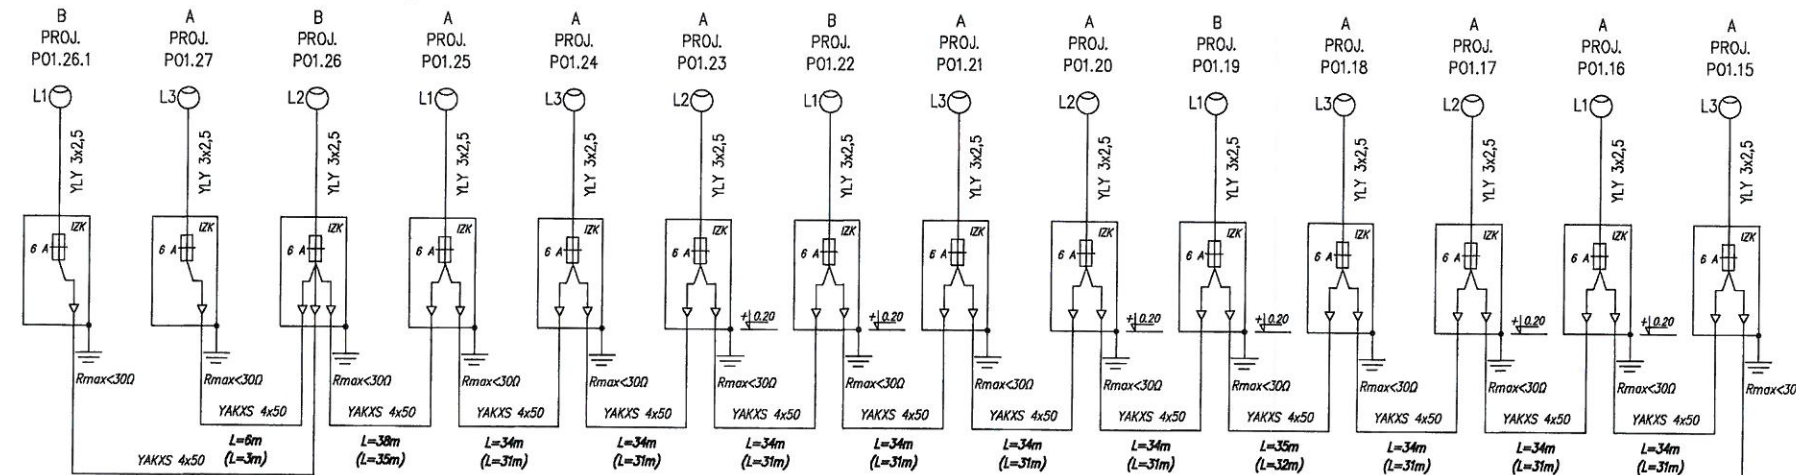 B A B A A A B A A B A A A A
PROJ. PROJ. PROJ. PROJ. PROJ. PROJ. PROJ. PROJ. PROJ. PROJ. PROJ. PROJ. PROJ. PROJ.
P01.26.1 P01.27 P01.26 P01.25 P01.24 P01.23 P01.22 P01.21 P01.20 P01.19 P01.18 P01.17 P01.16 P01.15
L1 L3 L2 L1 L3 L2 L1 L3 L2 L1 L3 L2 L1 L3
YLY 3x2,5 YLY 3x2,5 YLY 3x2,5 YLY 3x2,5 YLY 3x2,5 YLY 3x2,5 YLY 3x2,5 YLY 3x2,5 YLY 3x2,5 YLY 3x2,5 YLY 3x2,5 YLY 3x2,5 YLY 3x2,5 YLY 3x2,5
IZK IZK IZK IZK IZK IZK IZK IZK IZK IZK IZK IZK IZK IZK
6 A 6 A 6 A 6 A 6 A 6 A 6 A 6 A 6 A 6 A 6 A 6 A 6 A 6 A
+0.20 +0.20 +0.20 +0.20 +0.20 +0.20
Rmax<30Ω Rmax<30Ω Rmax<30Ω Rmax<30Ω Rmax<30Ω Rmax<30Ω Rmax<30Ω Rmax<30Ω Rmax<30Ω Rmax<30Ω Rmax<30Ω Rmax<30Ω Rmax<30Ω Rmax<30
YAKXS 4x50 YAKXS 4x50 YAKXS 4x50 YAKXS 4x50 YAKXS 4x50 YAKXS 4x50 YAKXS 4x50 YAKXS 4x50 YAKXS 4x50 YAKXS 4x50 YAKXS 4x50 YAKXS 4x50
L=6m L=38m L=34m L=34m L=34m L=34m L=34m L=34m L=35m L=34m L=34m L=34m
YAKXS 4x50 (L=3m) (L=35m) (L=31m) (L=31m) (L=31m) (L=31m) (L=31m) (L=31m) (L=32m) (L=31m) (L=31m) (L=31m)